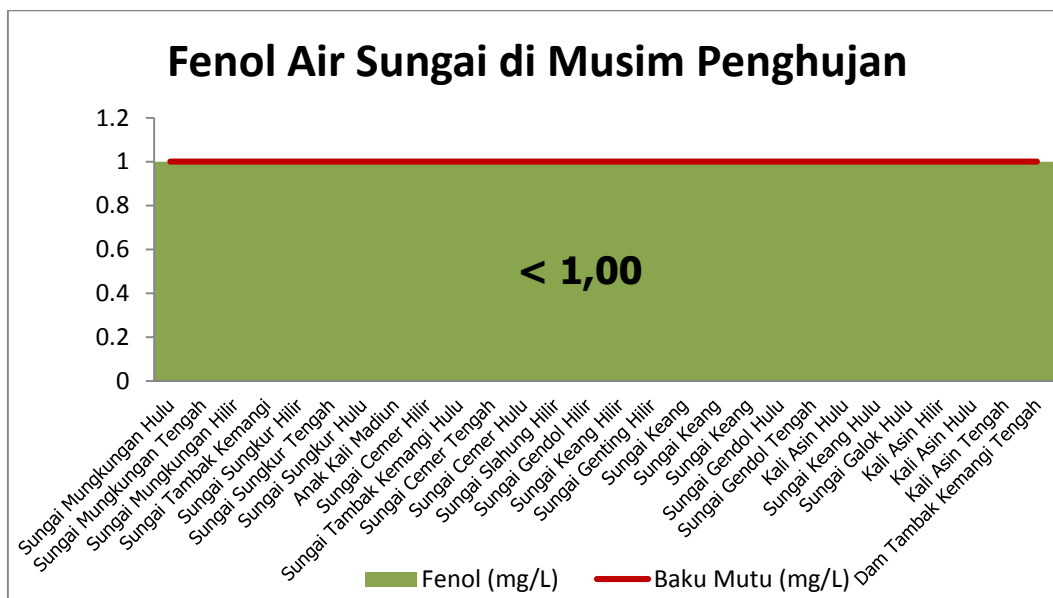 Fenol Air Sungai di Musim Penghujan
1.2
1
0.8
0.6
0.4
0.2
0
< 1,00
Sungai Mungkungan Hulu
Sungai Mungkungan Tengah
Sungai Mungkungan Hilir
Sungai Tambak Kemangi
Sungai Sungkur Hilir
Sungai Sungkur Tengah
Sungai Sungkur Hulu
Anak Kali Madiun
Sungai Cemer Hilir
Sungai Tambak Kemangi Hulu
Sungai Cemer Tengah
Sungai Cemer Hulu
Sungai Slahung Hilir
Sungai Gendol Hilir
Sungai Keang Hilir
Sungai Genting Hilir
Sungai Keang
Sungai Keang
Sungai Keang
Sungai Gendol Hulu
Sungai Gendol Tengah
Kali Asin Hulu
Sungai Keang Hulu
Sungai Galok Hulu
Kali Asin Hilir
Kali Asin Hulu
Kali Asin Tengah
Dam Tambak Kemangi Tengah
Fenol (mg/L)
Baku Mutu (mg/L)